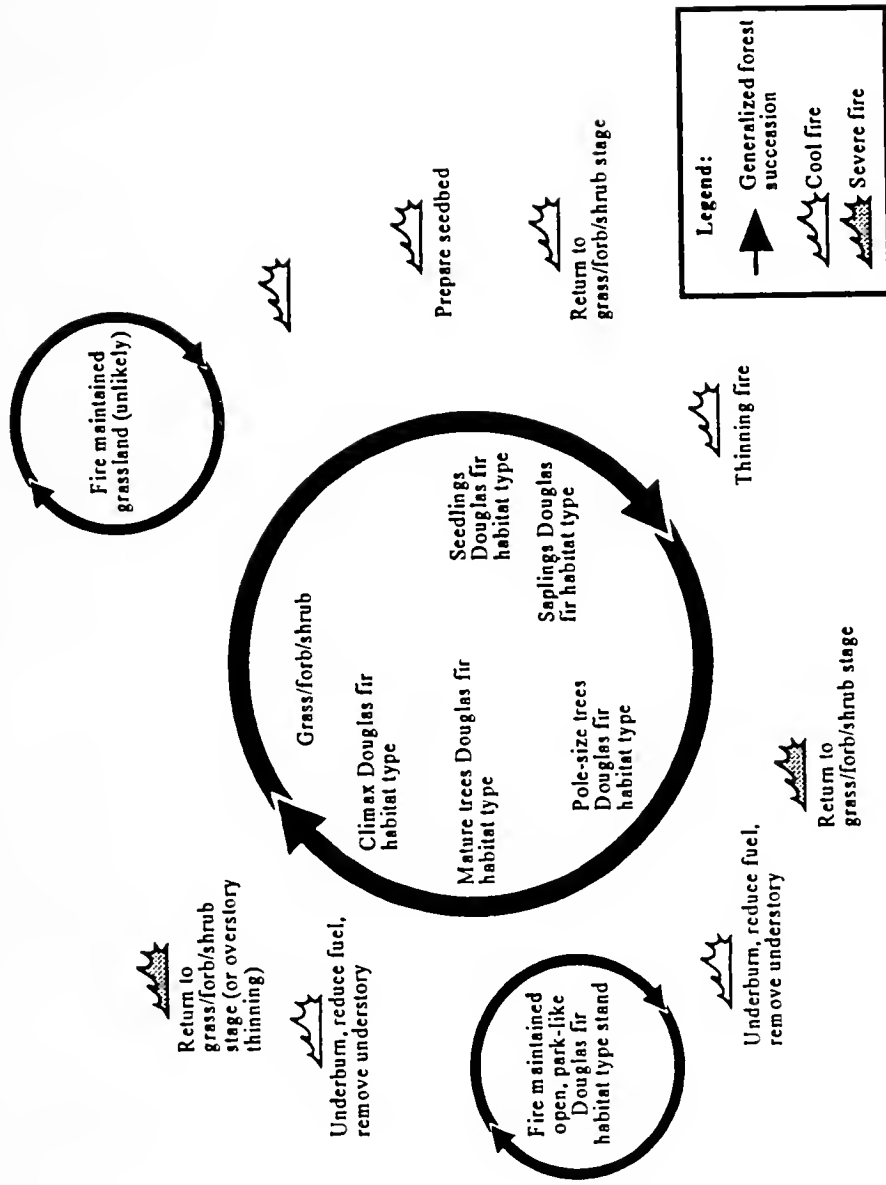 Fire maintained
grassland (unlikely)
Prepare seedbed
Return to
grass/forb/shrub stage
Thinning fire
Return to
grass/forb/shrub stage
Underburn, reduce fuel,
remove understory
Fire maintained
open, park-like
Douglas fir
habitat type stand
Underburn, reduce fuel,
remove understory
Return to
grass/forb/shrub
stage (or overstory
thinning)
Grass/forb/shrub
Seedlings
Douglas fir
habitat type
Saplings Douglas
fir habitat type
Pole-size trees
Douglas fir
habitat type
Mature trees Douglas fir
habitat type
Climax Douglas fir
habitat type
Legend:
Generalized forest
succession
Cool fire
Severe fire